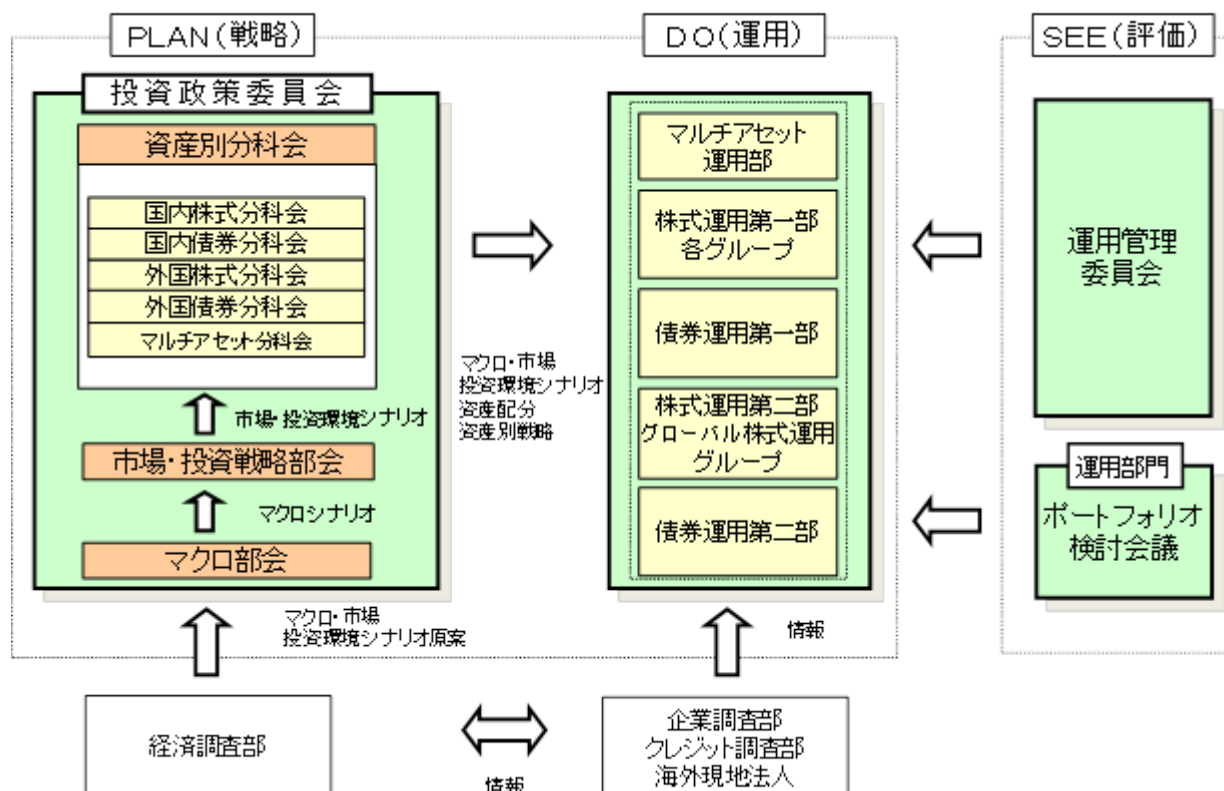 PLAN(戦略)
投資政策委員会
資産別分科会
国内株式分科会
国内債券分科会
外国株式分科会
外国債券分科会
マルチアセット分科会
市場・投資環境シナリオ
市場・投資戦略部会
マクロシナリオ
マクロ部会
マクロ・市場
投資環境シナリオ原案
経済調査部
マクロ・市場
投資環境シナリオ
資産配分
資産別戦略
DO(運用)
マルチアセット
運用部
株式運用第一部
各グループ
債券運用第一部
株式運用第二部
グローバル株式運用
グループ
債券運用第二部
情報
情報
企業調査部
クレジット調査部
海外現地法人
SEE(評価)
運用管理
委員会
運用部門
ポートフォリオ
検討会議